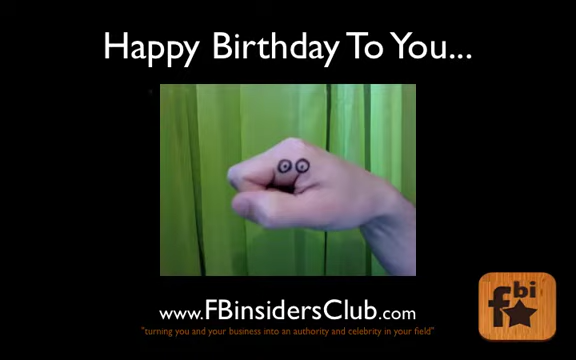 Happy Birthday To You...
www.FBinsidersClub.com
"turning you and your business into an authority and celebrity in your field"
fbi